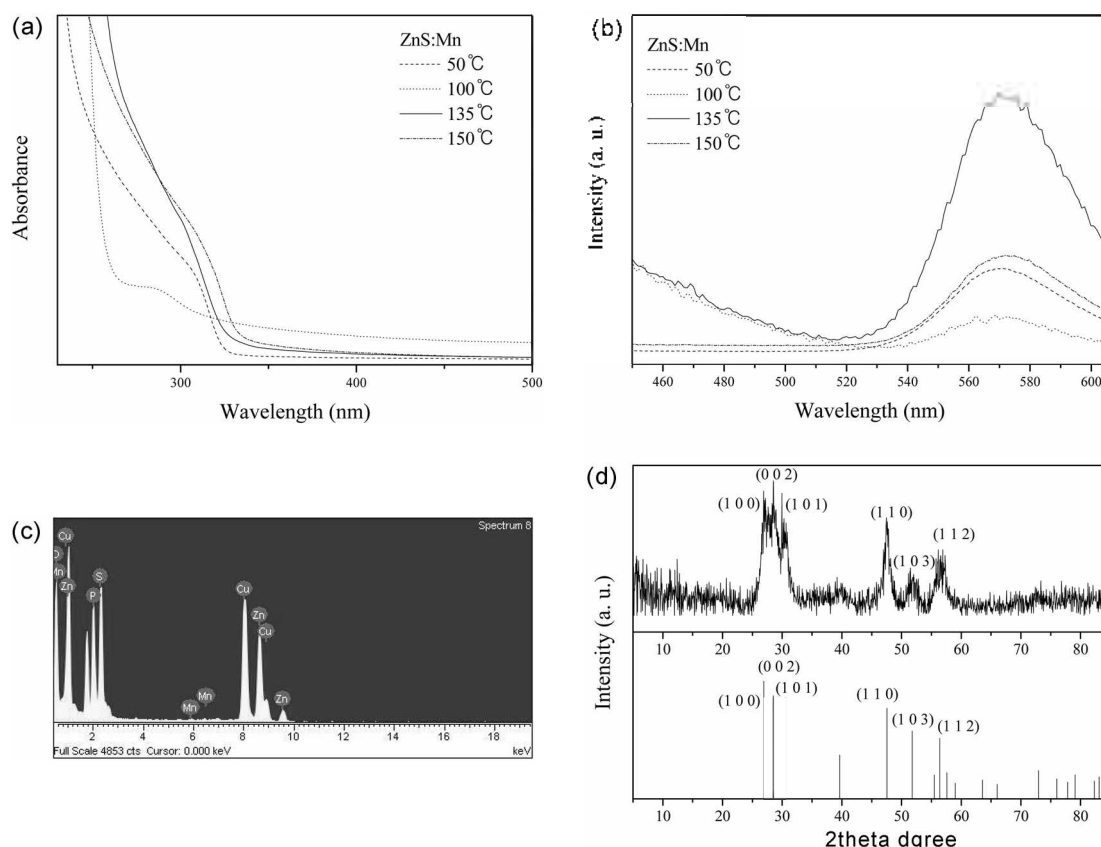 (a)
ZnS:Mn
50℃
100℃
135℃
150℃
Absorbance
300
400
500
Wavelength (nm)
(b)
ZnS:Mn
50℃
100℃
135℃
150℃
Intensity (a. u.)
460
480
500
520
540
560
580
600
Wavelength (nm)
(c)
Spectrum 8
Cu
Mn
Zn
P
S
Cu
Zn
Cu
Mn
Mn
Zn
2
4
6
8
10
12
14
16
18
Full Scale 4853 cts Cursor: 0.000 keV
keV
(d)
(1 0 0)
(0 0 2)
(1 0 1)
(1 1 0)
(1 0 3)
(1 1 2)
10
20
30
40
50
60
70
80
(1 0 0)
(0 0 2)
(1 0 1)
(1 1 0)
(1 0 3)
(1 1 2)
10
20
30
40
50
60
70
80
Intensity (a. u.)
2theta dgree